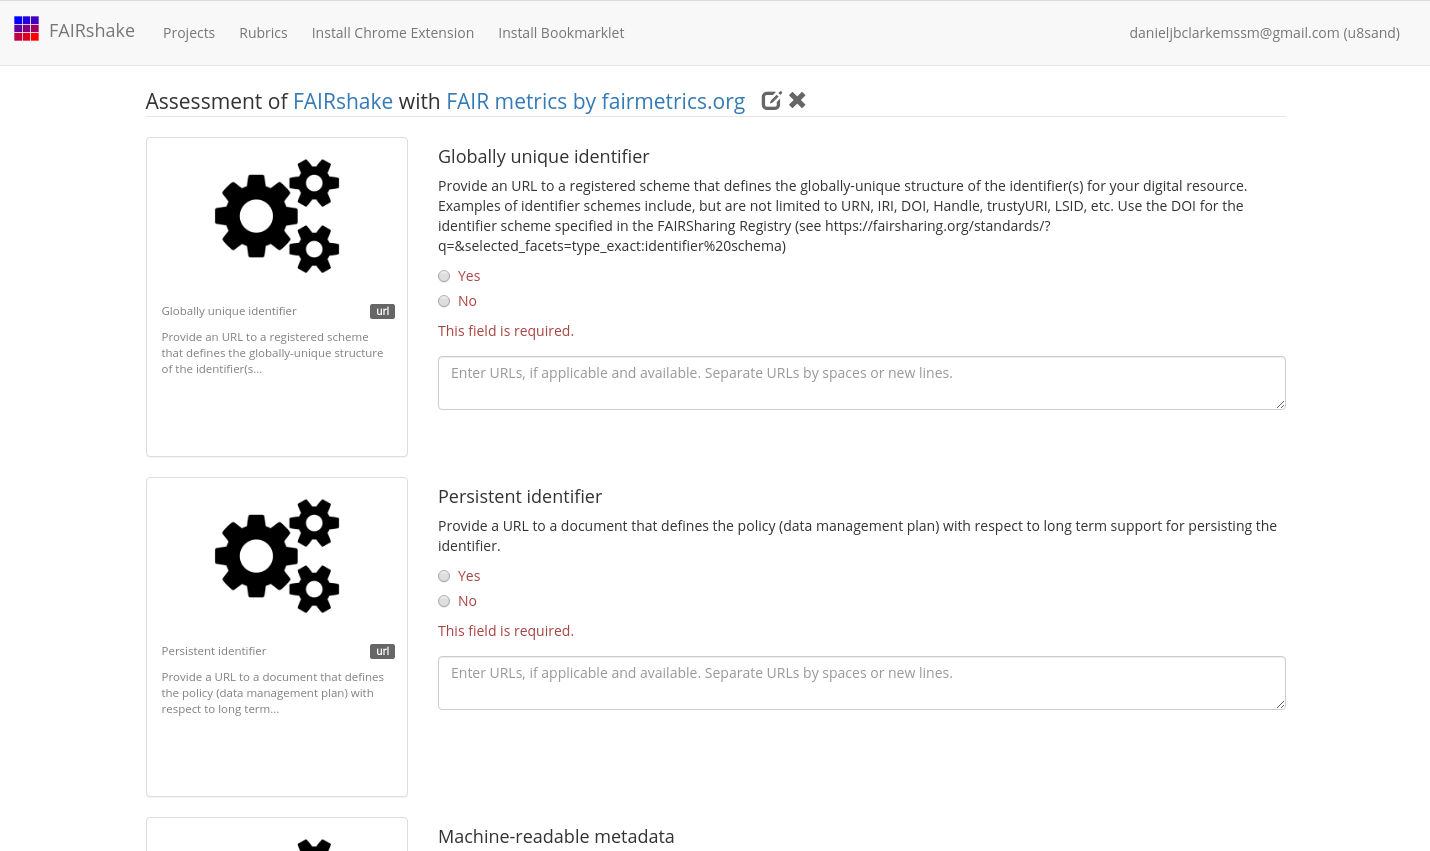 FAIRshake Projects Rubrics Install Chrome Extension Install Bookmarklet danieljbclarkemssm@gmail.com (u8sand)
Assessment of FAIRshake with FAIR metrics by fairmetrics.org
Globally unique identifier url
Provide an URL to a registered scheme
that defines the globally-unique structure
of the identifier(s...
Globally unique identifier
Provide an URL to a registered scheme that defines the globally-unique structure of the identifier(s) for your digital resource.
Examples of identifier schemes include, but are not limited to URN, IRI, DOI, Handle, trustyURI, LSID, etc. Use the DOI for the
identifier scheme specified in the FAIRSharing Registry (see https://fairsharing.org/standards/?
q=&selected_facets=type_exact:identifier%20schema)
Yes
No
This field is required.
Enter URLs, if applicable and available. Separate URLs by spaces or new lines.
Persistent identifier url
Provide a URL to a document that defines
the policy (data management plan) with
respect to long term...
Persistent identifier
Provide a URL to a document that defines the policy (data management plan) with respect to long term support for persisting the
identifier.
Yes
No
This field is required.
Enter URLs, if applicable and available. Separate URLs by spaces or new lines.
Machine-readable metadata